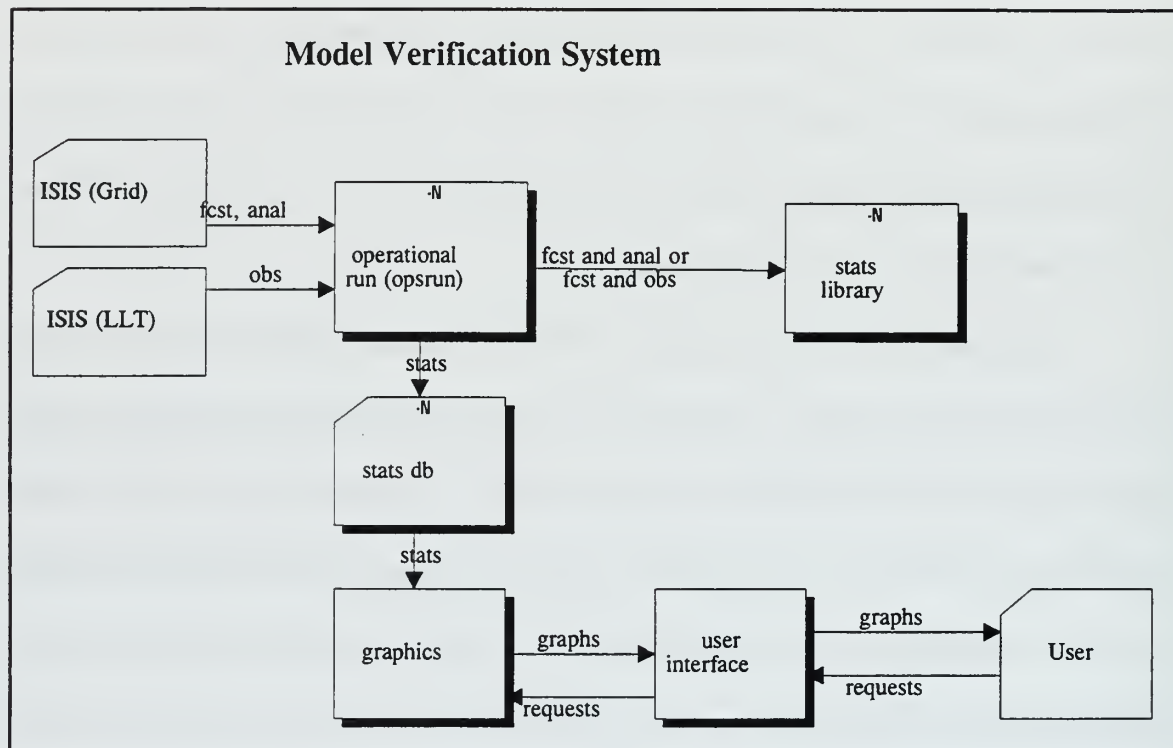 Model Verification System
ISIS (Grid)
fcst, anal
ISIS (LLT)
obs
-N
operational
run (opsrun)
fcst and anal or
fcst and obs
-N
stats
library
stats
-N
stats db
stats
graphics
graphs
requests
user
interface
graphs
requests
User